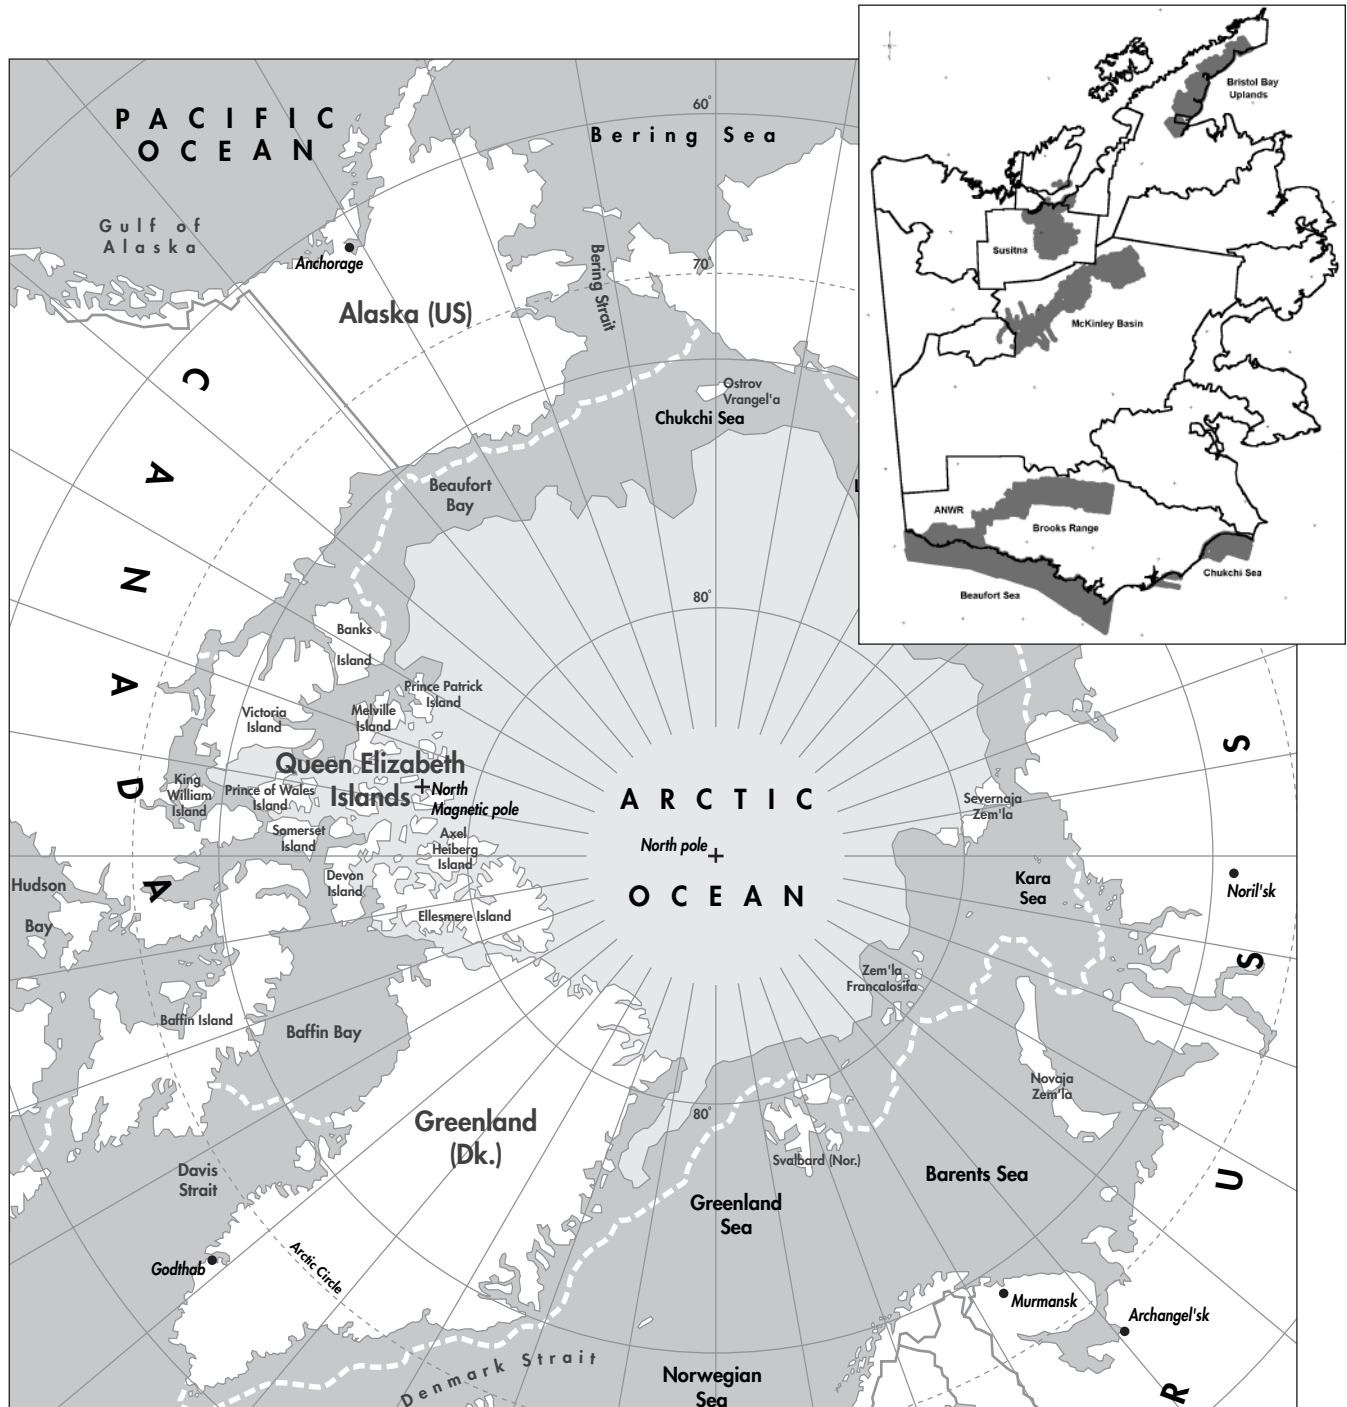 PACIFIC
OCEAN
Gulf of
Alaska
Anchorage
Alaska (US)
60°
Bering Sea
Bering Strait
70°
Ostrov
Vrangel'a
Chukchi Sea
Beaufort
Bay
80°
Bristol Bay
Uplands
Susitna
McKinley Basin
ANWR
Brooks Range
Chukchi Sea
Beaufort Sea
L
C
A
N
A
D
A
Banks
Island
Prince Patrick
Island
Victoria
Island
Melville
Island
Queen Elizabeth
Islands
North
Magnetic pole
King
William
Island
Prince of Wales
Island
Somerset
Island
Axel
Heiberg
Island
Devon
Island
Ellesmere Island
ARCTIC
North pole
OCEAN
Severnaja
Zem'la
Kara
Sea
Noril'sk
Hudson
Bay
Baffin Island
Baffin Bay
Zem'la
Francalosifa
Novaja
Zem'la
Greenland
(Dk.)
80°
Svalbard (Nor.)
Barents Sea
Greenland
Sea
Davis
Strait
Godthab
Arctic Circle
Denmark Strait
Norwegian
Sea
Murmansk
Archangel'sk
S
S
U
R